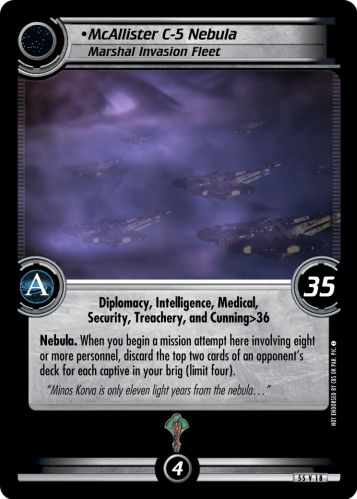 •McAllister C-5 Nebula
Marshal Invasion Fleet
A
35
Diplomacy, Intelligence, Medical,
Security, Treachery, and Cunning>36
Nebula. When you begin a mission attempt here involving eight
or more personnel, discard the top two cards of an opponent's
deck for each captive in your brig (limit four).
"Minos Korva is only eleven light years from the nebula…"
NOT ENDORSED BY CBS OR PAR. PIC.
4
55 V 18